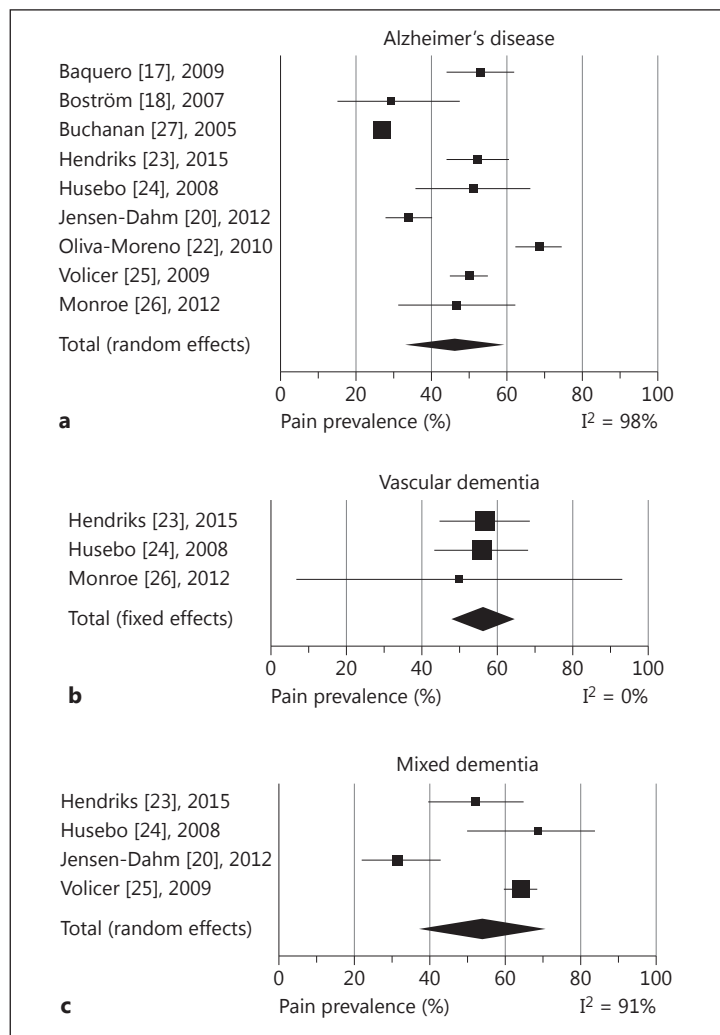 Alzheimer's disease
Baquero [17], 2009
Boström [18], 2007
Buchanan [27], 2005
Hendriks [23], 2015
Husebo [24], 2008
Jensen-Dahm [20], 2012
Oliva-Moreno [22], 2010
Volicer [25], 2009
Monroe [26], 2012
Total (random effects)
0 20 40 60 80 100
a Pain prevalence (%) I² = 98%
Vascular dementia
Hendriks [23], 2015
Husebo [24], 2008
Monroe [26], 2012
Total (fixed effects)
0 20 40 60 80 100
b Pain prevalence (%) I² = 0%
Mixed dementia
Hendriks [23], 2015
Husebo [24], 2008
Jensen-Dahm [20], 2012
Volicer [25], 2009
Total (random effects)
0 20 40 60 80 100
c Pain prevalence (%) I² = 91%